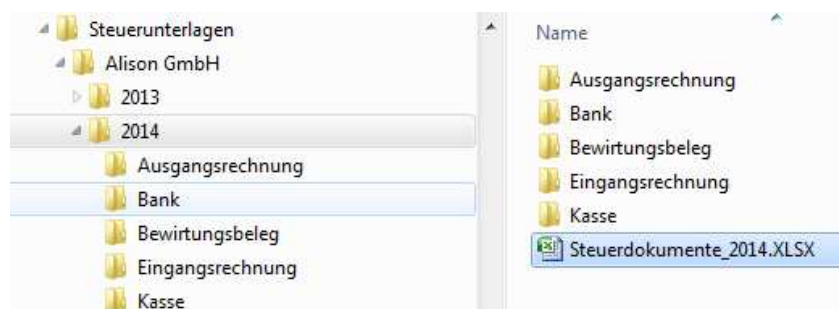 Steuerunterlagen
Alison GmbH
2013
2014
Ausgangsrechnung
Bank
Bewirtungsbeleg
Eingangsrechnung
Kasse
Name
Ausgangsrechnung
Bank
Bewirtungsbeleg
Eingangsrechnung
Kasse
Steuerdokumente_2014.XLSX